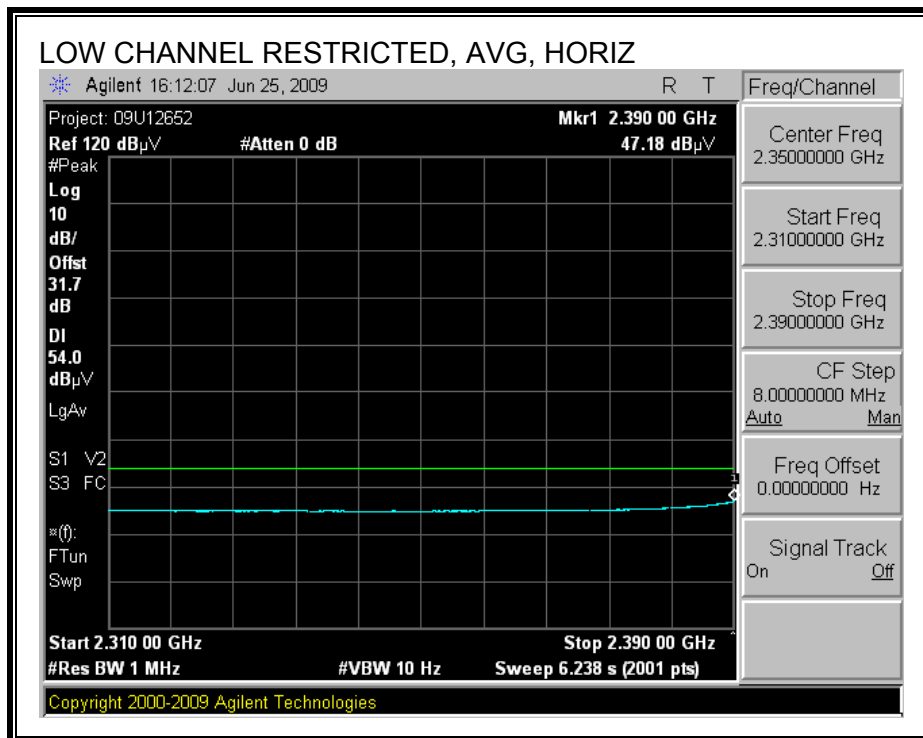 LOW CHANNEL RESTRICTED, AVG, HORIZ
Agilent 16:12:07 Jun 25, 2009 R T
Freq/Channel
Project: 09U12652 Mkr1 2.390 00 GHz
Ref 120 dBµV #Atten 0 dB 47.18 dBµV
#Peak
Log
10
dB/
Offst
31.7
dB
DI
54.0
dBµV
LgAv
S1 V2
S3 FC
¤(f):
FTun
Swp
1
Start 2.310 00 GHz Stop 2.390 00 GHz ^
#Res BW 1 MHz #VBW 10 Hz Sweep 6.238 s (2001 pts)
Center Freq
2.35000000 GHz
Start Freq
2.31000000 GHz
Stop Freq
2.39000000 GHz
CF Step
8.00000000 MHz
Auto Man
Freq Offset
0.00000000 Hz
Signal Track
On Off
Copyright 2000-2009 Agilent Technologies